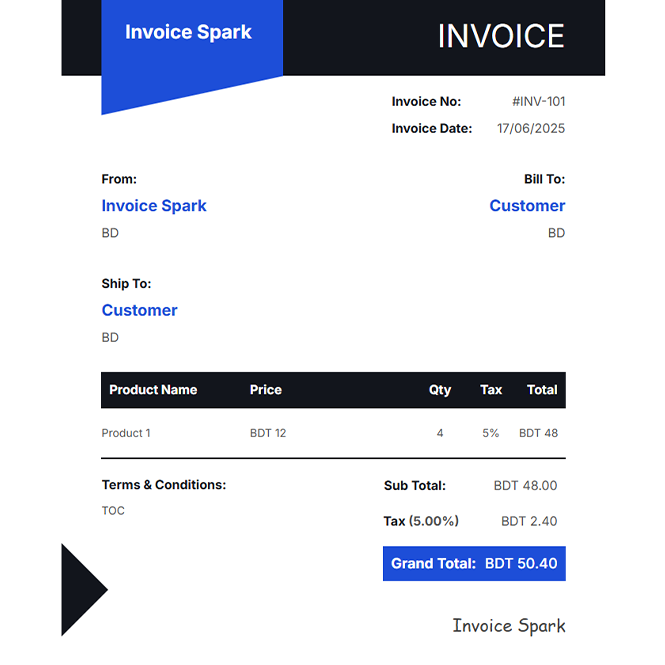 Invoice Spark
INVOICE
Invoice No: #INV-101
Invoice Date: 17/06/2025
From:
Invoice Spark
BD
Bill To:
Customer
BD
Ship To:
Customer
BD
Product Name Price Qty Tax Total
Product 1 BDT 12 4 5% BDT 48
Terms & Conditions:
TOC
Sub Total: BDT 48.00
Tax (5.00%) BDT 2.40
Grand Total: BDT 50.40
Invoice Spark